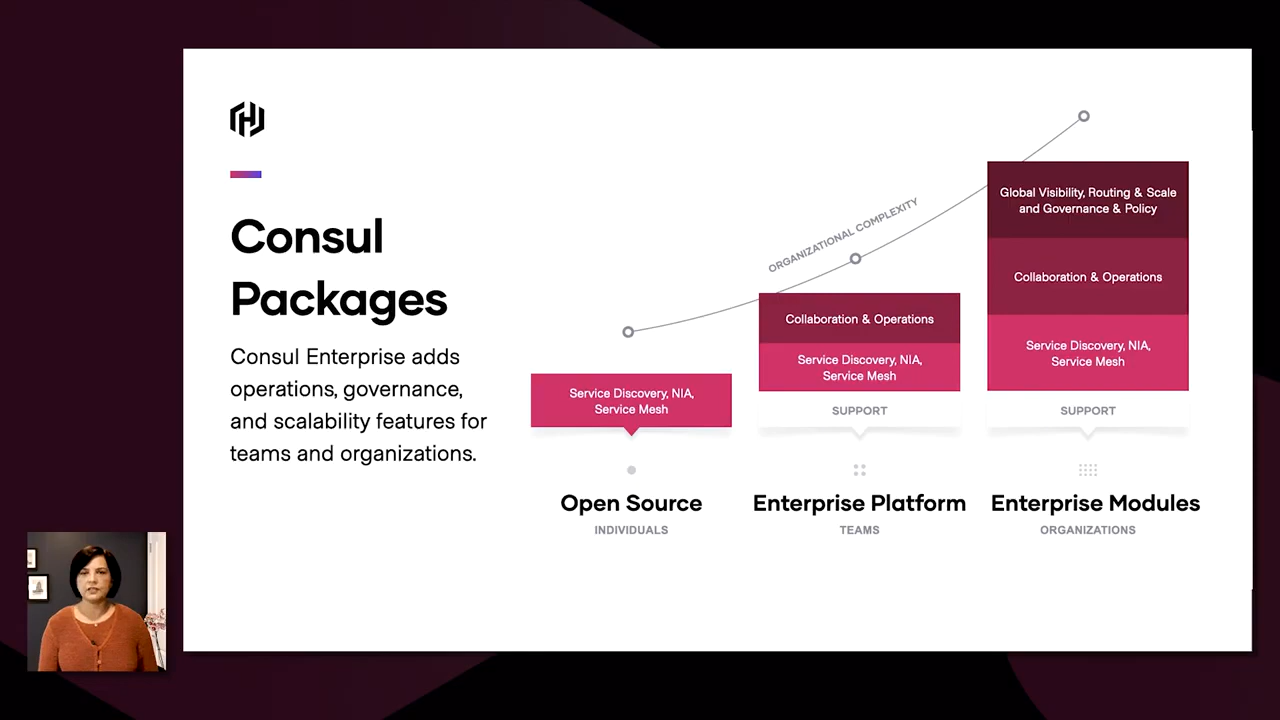 Consul
Packages
Consul Enterprise adds
operations, governance,
and scalability features for
teams and organizations.
ORGANIZATIONAL COMPLEXITY
Service Discovery, NIA,
Service Mesh
Open Source
INDIVIDUALS
Collaboration & Operations
Service Discovery, NIA,
Service Mesh
SUPPORT
Enterprise Platform
TEAMS
Global Visibility, Routing & Scale
and Governance & Policy
Collaboration & Operations
Service Discovery, NIA,
Service Mesh
SUPPORT
Enterprise Modules
ORGANIZATIONS